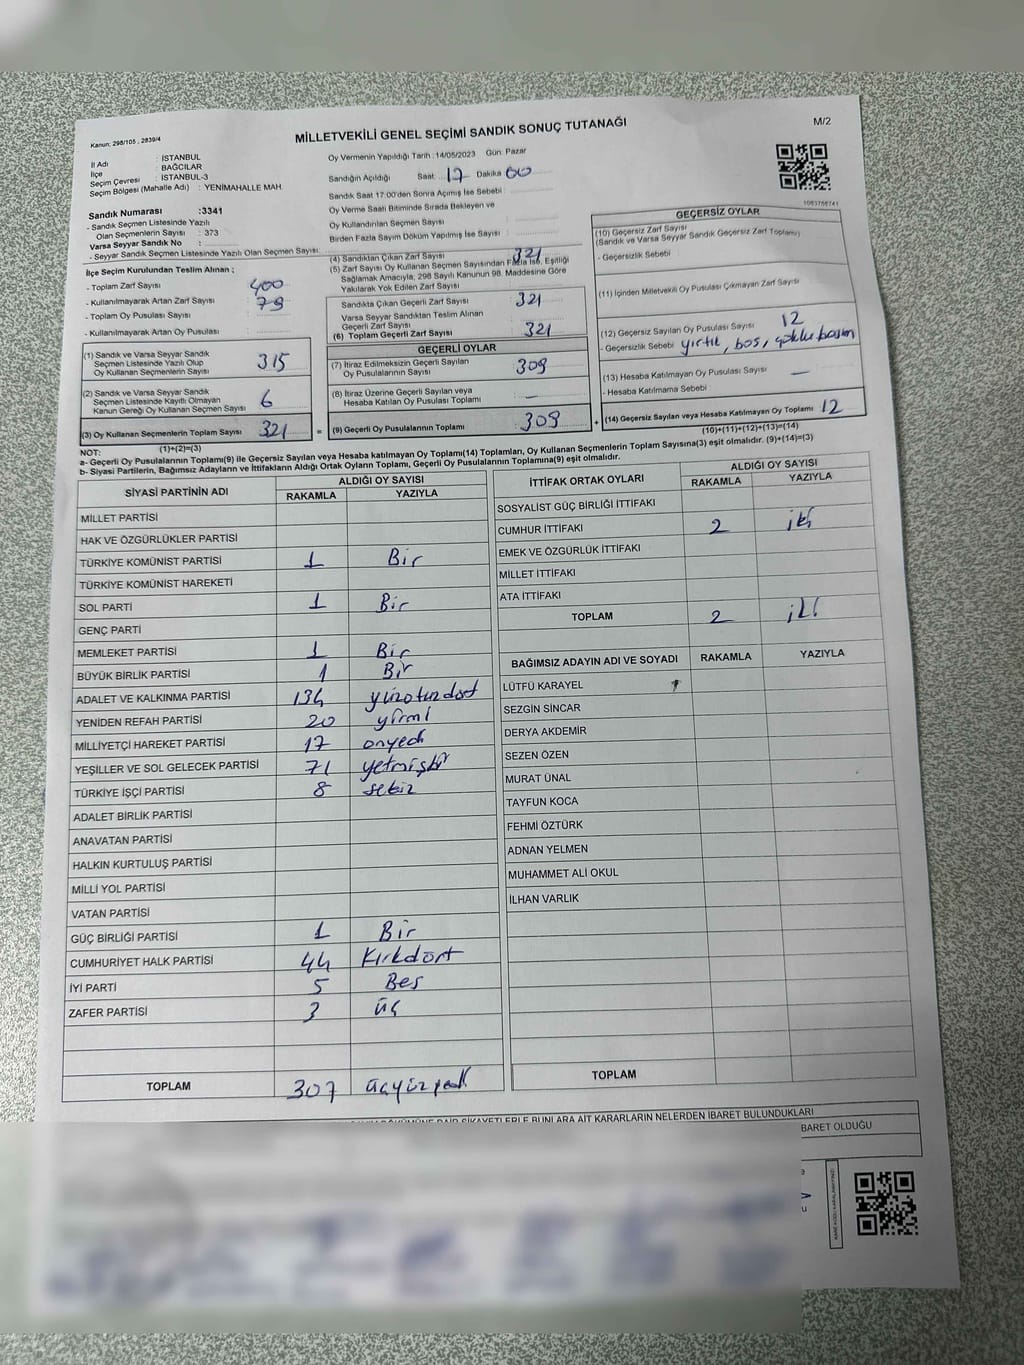 Kanun; 298/105 , 2839/4
MİLLETVEKİLİ GENEL SEÇİMİ SANDIK SONUÇ TUTANAĞI
M/2
İl Adı : İSTANBUL
İlçe : BAĞCILAR
Seçim Çevresi : İSTANBUL-3
Seçim Bölgesi (Mahalle Adı) : YENİMAHALLE MAH.
Sandık Numarası :3341
- Sandık Seçmen Listesinde Yazılı
Olan Seçmenlerin Sayısı : 373
Varsa Seyyar Sandık No :
- Seyyar Sandık Seçmen Listesinde Yazılı Olan Seçmen Sayısı:
Oy Vermenin Yapıldığı Tarih :14/05/2023 Gün: Pazar
Sandığın Açıldığı Saat: 17 Dakika 00
Sandık Saat 17:00'den Sonra Açımış İse Sebebi :
Oy Verme Saati Bitiminde Sırada Bekleyen ve
Oy Kullandırılan Seçmen Sayısı :
Birden Fazla Sayım Döküm Yapılmış İse Sayısı :
1083756741
İlçe Seçim Kurulundan Teslim Alınan ;
- Toplam Zarf Sayısı : 400
- Kullanılmayarak Artan Zarf Sayısı : 79
- Toplam Oy Pusulası :
- Kullanılmayarak Artan Oy Pusulası :
(1) Sandık ve Varsa Seyyar Sandık
Seçmen Listesinde Yazılı Olup
Oy Kullanan Seçmenlerin Sayısı 315
(2) Sandık ve Varsa Seyyar Sandık
Seçmen Listesinde Kayıtlı Olmayan
Kanun Gereği Oy Kullanan Seçmen Sayısı 6
(3) Oy Kullanan Seçmenlerin Toplam Sayısı 321
(1)+(2)=(3)
(4) Sandıktan Çıkan Zarf Sayısı 321
(5) Zarf Sayısı Oy Kullanan Seçmen Sayısından Fazla İse, Eşitliği
Sağlamak Amacıyla, 298 Sayılı Kanunun 98. Maddesine Göre
Yakılarak Yok Edilen Zarf Sayısı :
Sandıkta Çıkan Geçerli Zarf Sayısı 321
Varsa Seyyar Sandıktan Teslim Alınan
Geçerli Zarf Sayısı
(6) Toplam Geçerli Zarf Sayısı 321
GEÇERLİ OYLAR
(7) İtiraz Edilmeksizin Geçerli Sayılan
Oy Pusulalarının Sayısı 309
(8) İtiraz Üzerine Geçerli Sayılan veya
Hesaba Katılan Oy Pusulası Toplamı —
=
(9) Geçerli Oy Pusulalarının Toplamı 309
+
GEÇERSİZ OYLAR
(10) Geçersiz Zarf Sayısı
(Sandık ve Varsa Seyyar Sandık Geçersiz Zarf Toplamı)
- Geçersizlik Sebebi :
(11) İçinden Milletvekili Oy Pusulası Çıkmayan Zarf Sayısı
(12) Geçersiz Sayılan Oy Pusulası Sayısı 12
- Geçersizlik Sebebi yırtık, boş, çoklu basım
(13) Hesaba Katılmayan Oy Pusulası Sayısı —
- Hesaba Katılmama Sebebi :
(14) Geçersiz Sayılan veya Hesaba Katılmayan Oy Toplamı 12
(10)+(11)+(12)+(13)=(14)
NOT:
a- Geçerli Oy Pusulalarının Toplamı(9) ile Geçersiz Sayılan veya Hesaba katılmayan Oy Toplamı(14) Toplamları, Oy Kullanan Seçmenlerin Toplam Sayısına(3) eşit olmalıdır. (9)+(14)=(3)
b- Siyasi Partilerin, Bağımsız Adayların ve İttifakların Aldığı Ortak Oyların Toplamı, Geçerli Oy Pusulalarının Toplamına(9) eşit olmalıdır.
SİYASİ PARTİNİN ADI ALDIĞI OY SAYISI
RAKAMLA YAZIYLA
MİLLET PARTİSİ
HAK VE ÖZGÜRLÜKLER PARTİSİ
TÜRKİYE KOMÜNİST PARTİSİ 1 Bir
TÜRKİYE KOMÜNİST HAREKETİ
SOL PARTİ 1 Bir
GENÇ PARTİ
MEMLEKET PARTİSİ 1 Bir
BÜYÜK BİRLİK PARTİSİ 1 Bir
ADALET VE KALKINMA PARTİSİ 134 yüzotuzdört
YENİDEN REFAH PARTİSİ 20 yirmi
MİLLİYETÇİ HAREKET PARTİSİ 17 onyedi
YEŞİLLER VE SOL GELECEK PARTİSİ 71 yetmişbir
TÜRKİYE İŞÇİ PARTİSİ 8 sekiz
ADALET BİRLİK PARTİSİ
ANAVATAN PARTİSİ
HALKIN KURTULUŞ PARTİSİ
MİLLİ YOL PARTİSİ
VATAN PARTİSİ
GÜÇ BİRLİĞİ PARTİSİ 1 Bir
CUMHURİYET HALK PARTİSİ 44 Kırkdört
İYİ PARTİ 5 Beş
ZAFER PARTİSİ 3 üç
TOPLAM 307 üçyüzyedi
İTTİFAK ORTAK OYLARI ALDIĞI OY SAYISI
RAKAMLA YAZIYLA
SOSYALİST GÜÇ BİRLİĞİ İTTİFAKI
CUMHUR İTTİFAKI 2 iki
EMEK VE ÖZGÜRLÜK İTTİFAKI
MİLLET İTTİFAKI
ATA İTTİFAKI
TOPLAM 2 iki
BAĞIMSIZ ADAYIN ADI VE SOYADI RAKAMLA YAZIYLA
LÜTFÜ KARAYEL
SEZGİN SİNCAR
DERYA AKDEMİR
SEZEN ÖZEN
MURAT ÜNAL
TAYFUN KOCA
FEHMİ ÖZTÜRK
ADNAN YELMEN
MUHAMMET ALİ OKUL
İLHAN VARLIK
TOPLAM
ŞİKAYETLERLE BUNLARA AİT KARARLARIN NELERDEN İBARET BULUNDUKLARI
BARET OLDUĞU